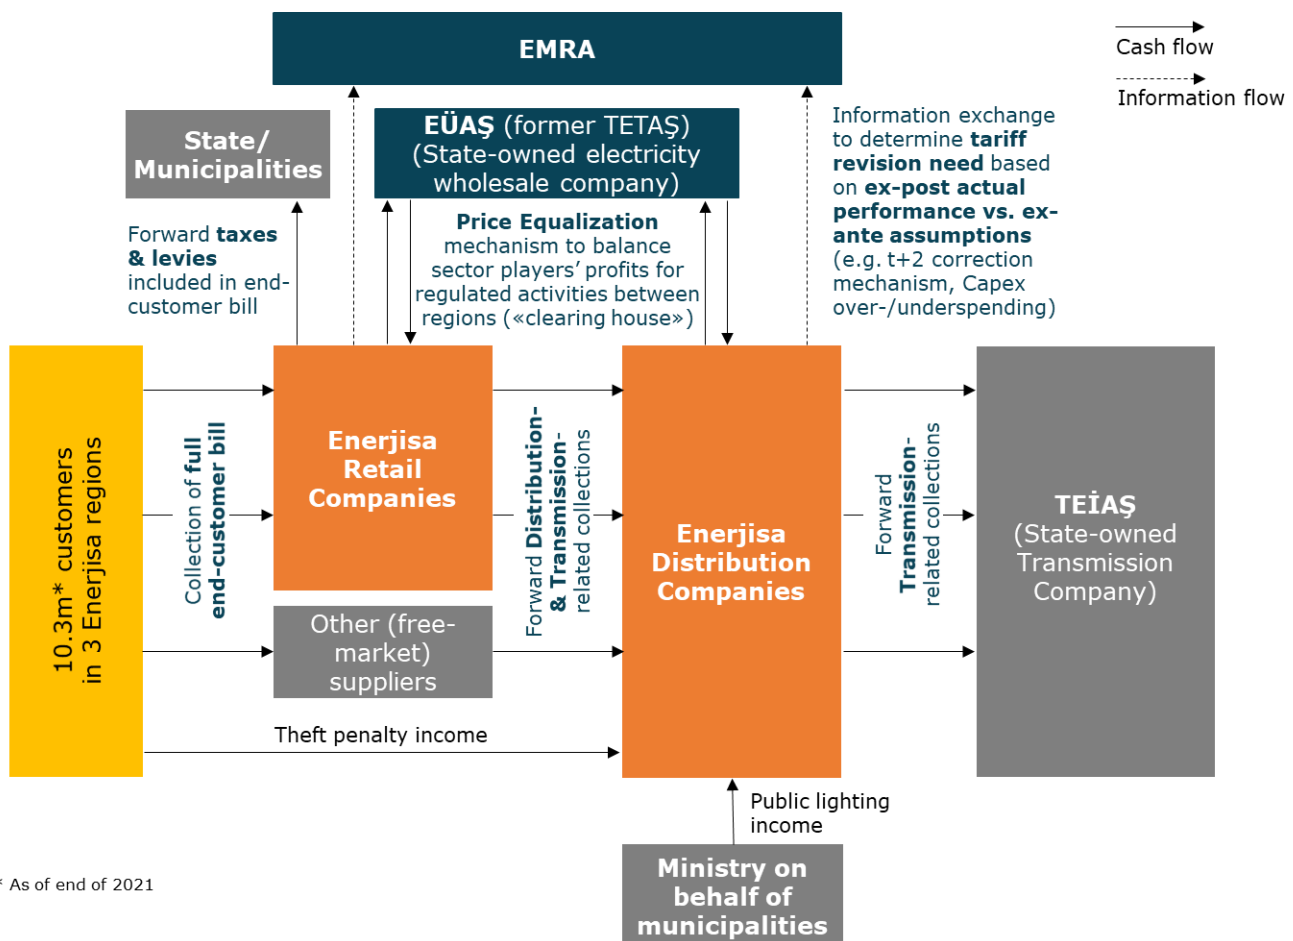 EMRA
Cash flow
Information flow
State/
Municipalities
EÜAŞ (former TETAŞ)
(State-owned electricity
wholesale company)
Information exchange
to determine tariff
revision need based
on ex-post actual
performance vs. ex-
ante assumptions
(e.g. t+2 correction
mechanism, Capex
over-/underspending)
Forward taxes
& levies
included in end-
customer bill
Price Equalization
mechanism to balance
sector players’ profits for
regulated activities between
regions («clearing house»)
10.3m* customers
in 3 Enerjisa regions
Collection of full
end-customer bill
Enerjisa
Retail
Companies
Other (free-
market)
suppliers
Forward Distribution-
& Transmission-
related collections
Enerjisa
Distribution
Companies
Forward
Transmission-
related collections
TEİAŞ
(State-owned
Transmission
Company)
Theft penalty income
Public lighting
income
Ministry on
behalf of
municipalities
* As of end of 2021